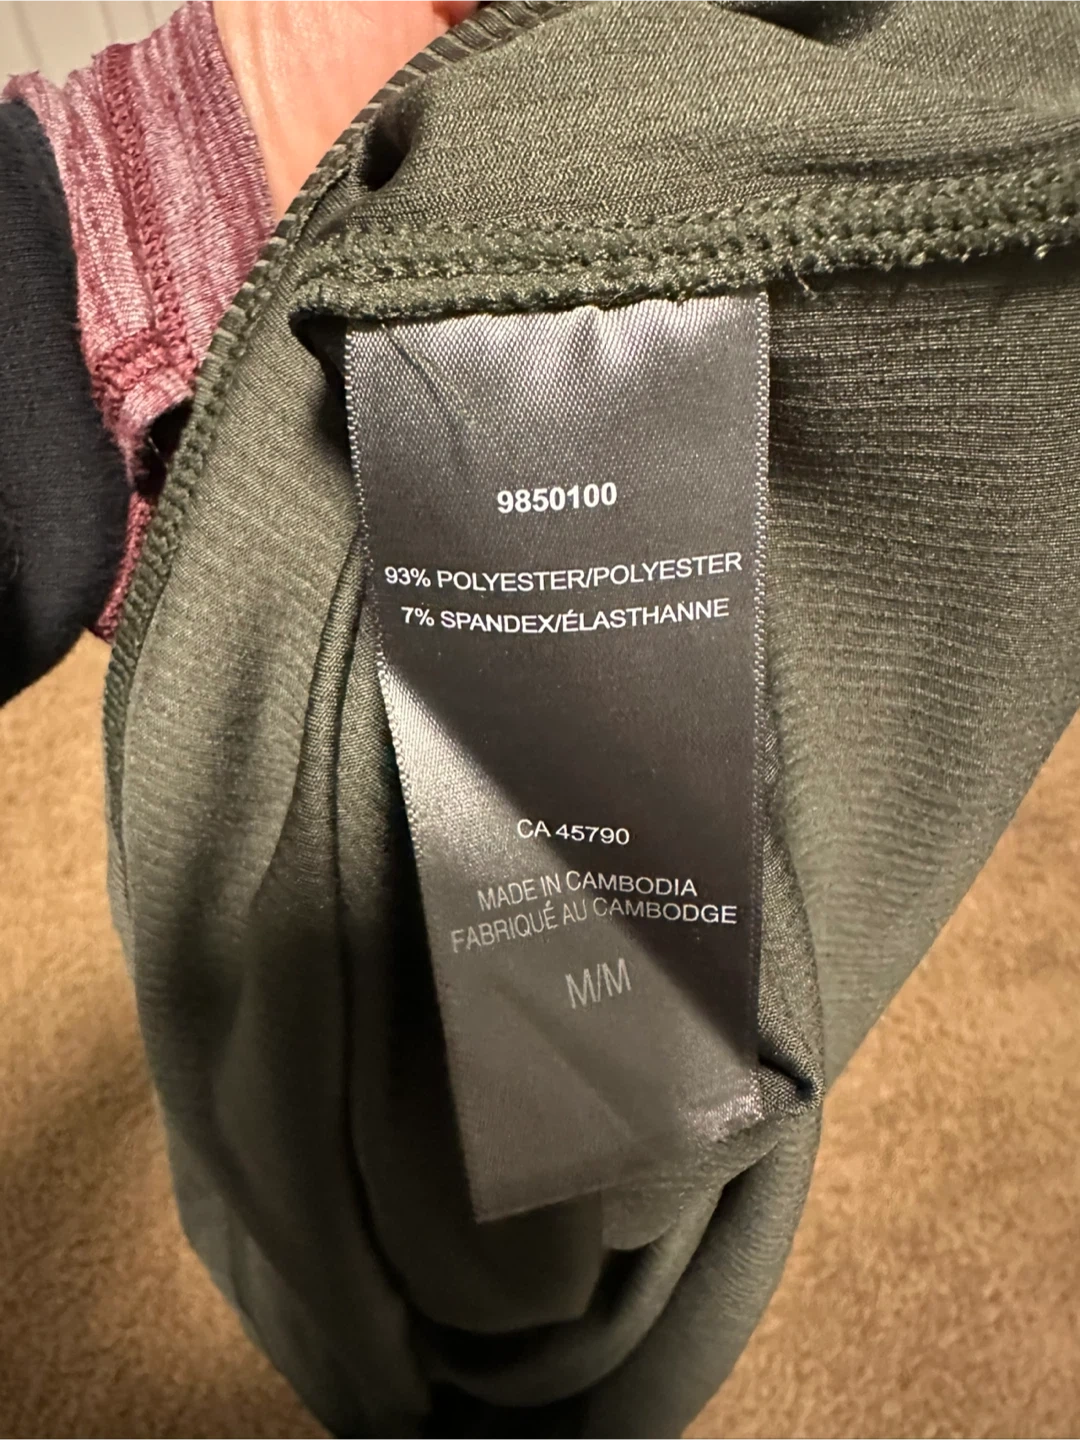 9850100
93% POLYESTER/POLYESTER
7% SPANDEX/ÉLASTHANNE
CA 45790
MADE IN CAMBODIA
FABRIQUÉ AU CAMBODGE
M/M